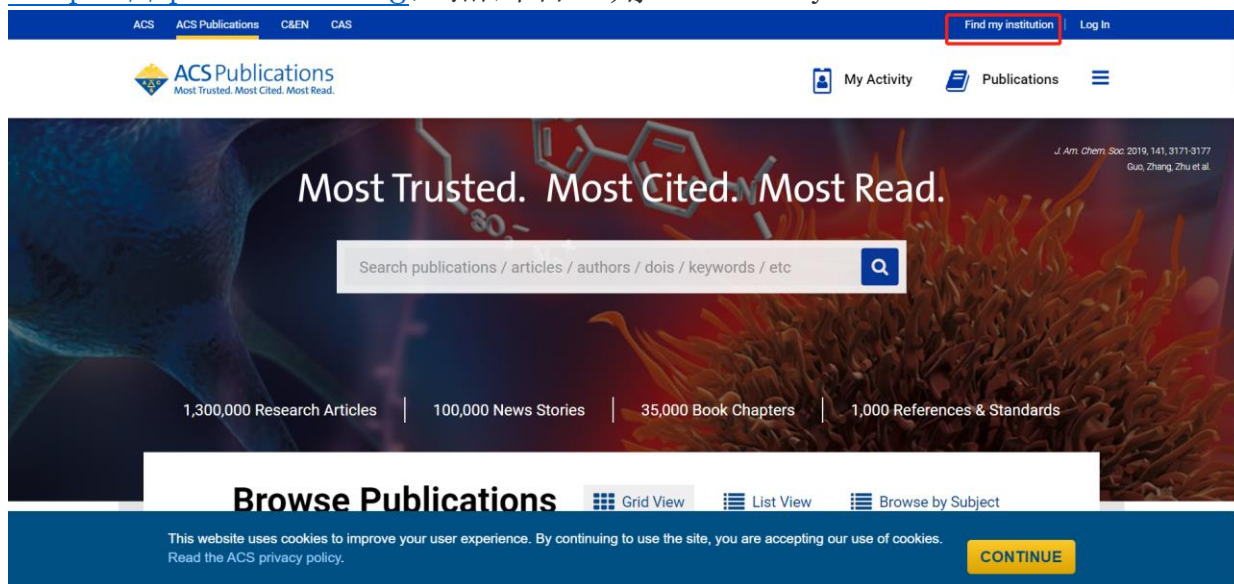 ACS ACS Publications C&EN CAS Find my institution Log In
ACS Publications
Most Trusted. Most Cited. Most Read.
My Activity Publications
J. Am. Chem. Soc. 2019, 141, 3171-3177
Guo, Zhang, Zhu et al.
Most Trusted. Most Cited. Most Read.
SO₃ –
Search publications / articles / authors / dois / keywords / etc
1,300,000 Research Articles 100,000 News Stories 35,000 Book Chapters 1,000 References & Standards
Browse Publications Grid View List View Browse by Subject
This website uses cookies to improve your user experience. By continuing to use the site, you are accepting our use of cookies.
Read the ACS privacy policy.
CONTINUE